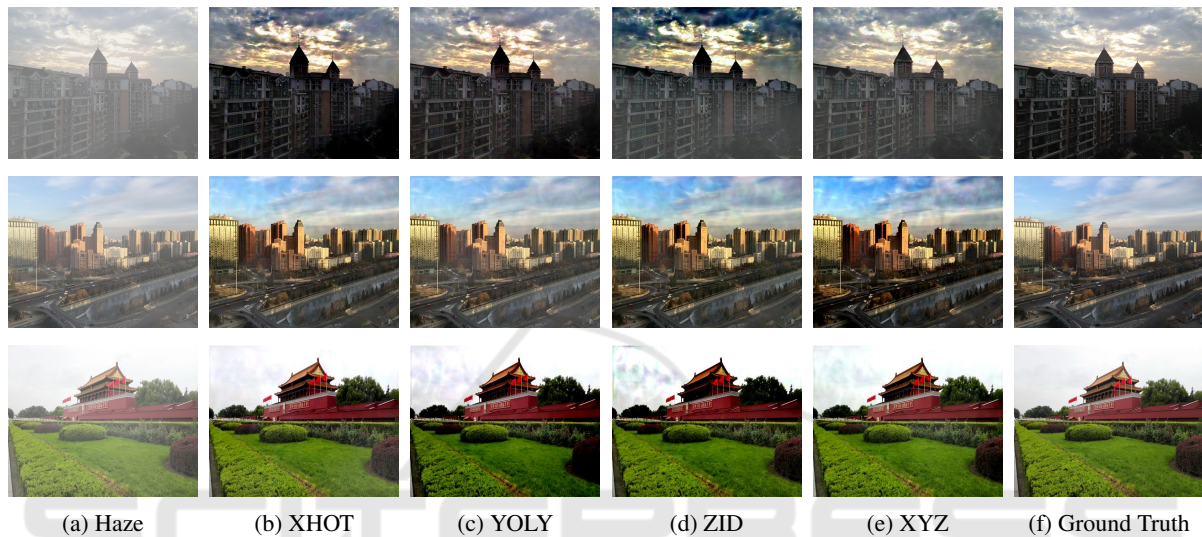 (a) Haze
(b) XHOT
(c) YOLY
(d) ZID
(e) XYZ
(f) Ground Truth